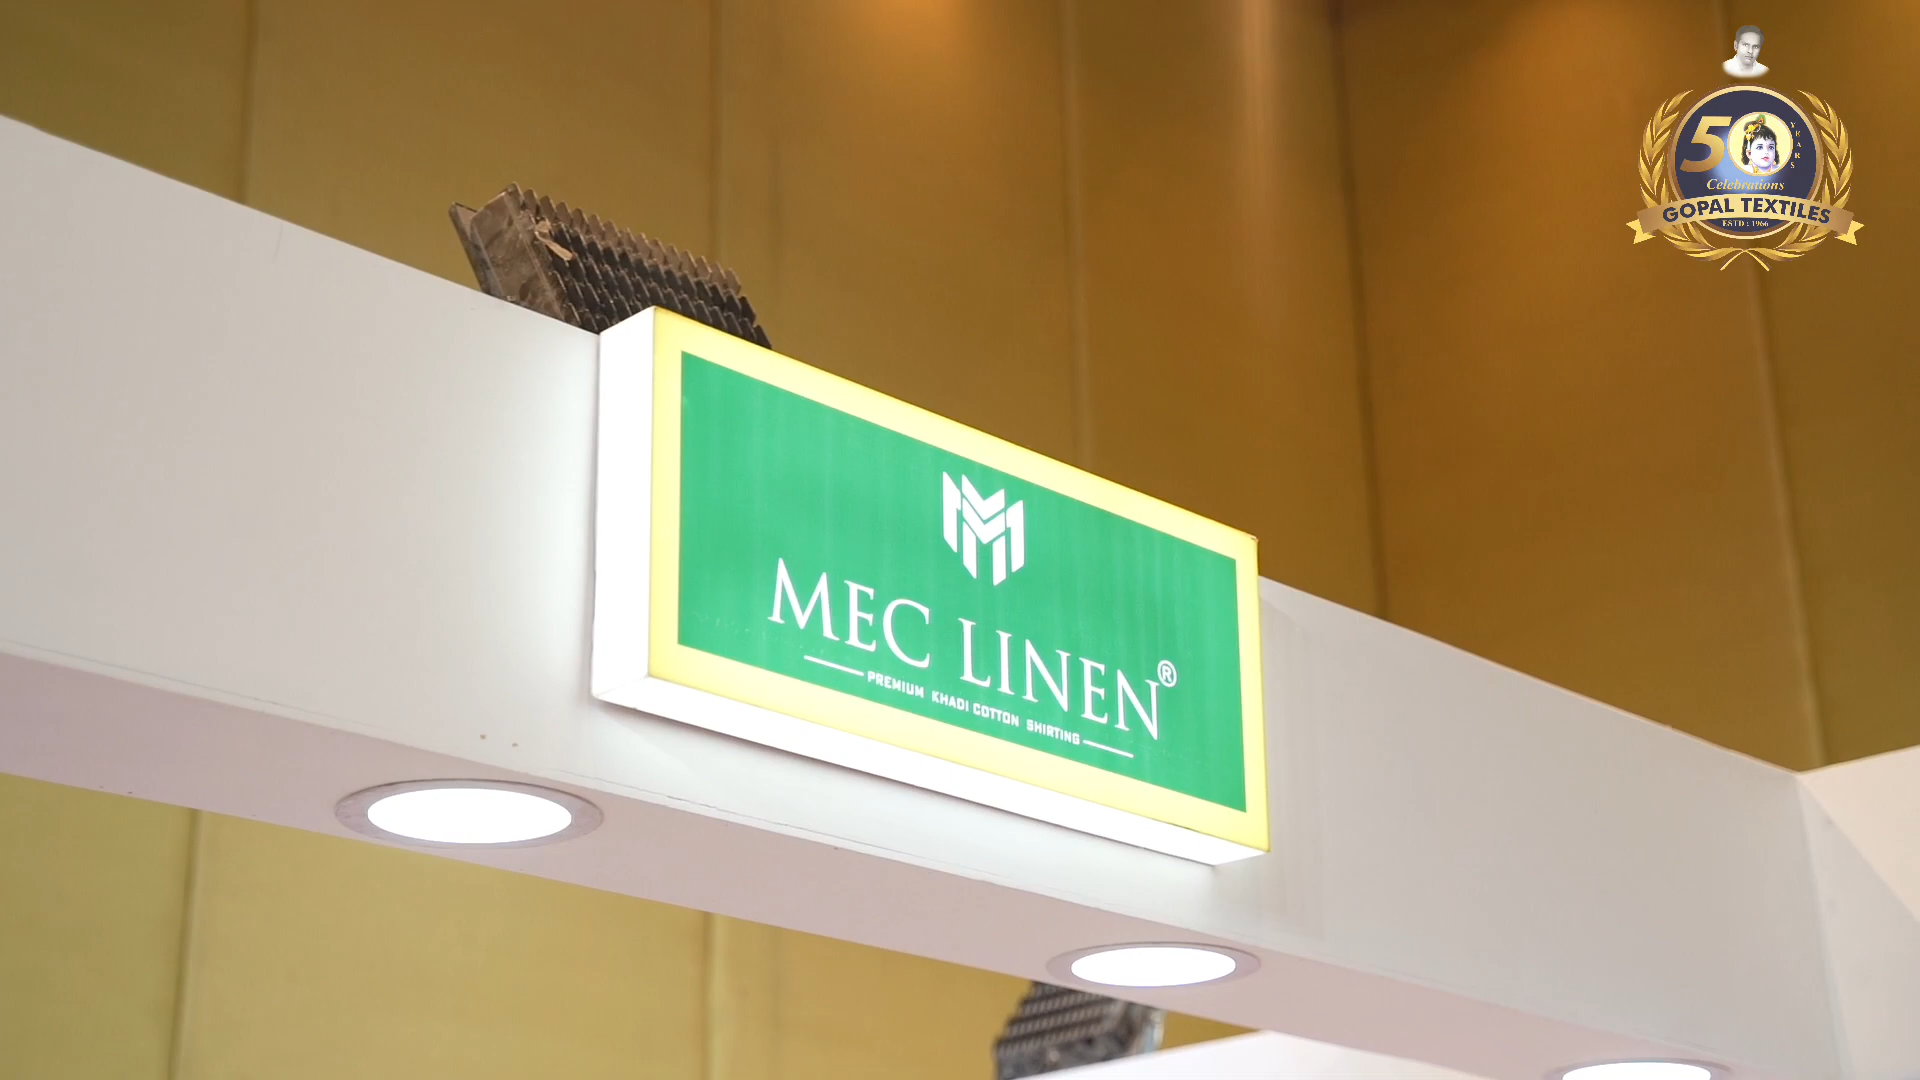 50
YEARS
Celebrations
GOPAL TEXTILES
ESTD : 1966
MEC LINEN®
PREMIUM KHADI COTTON SHIRTING